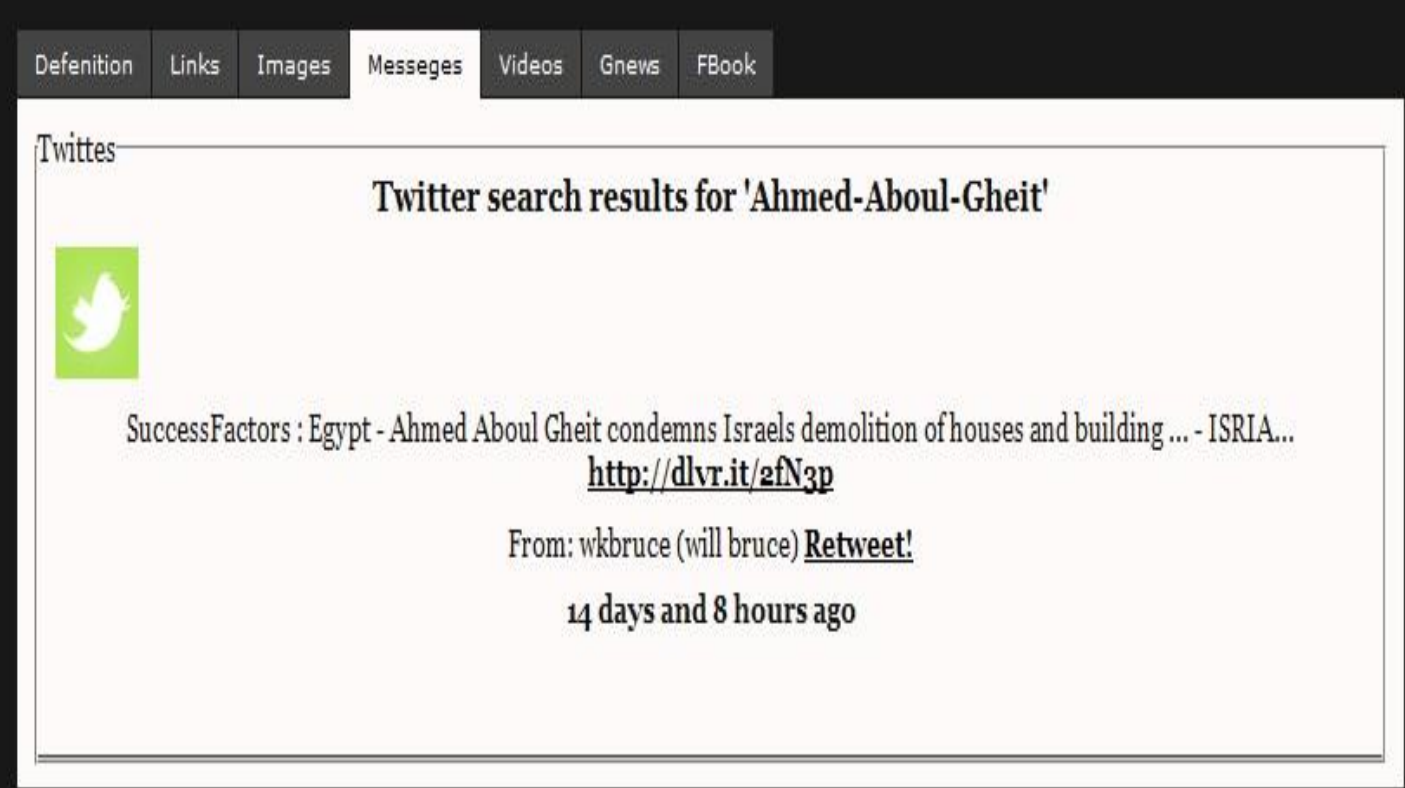 Defenition Links Images Messeges Videos Gnews FBook
Twittes
Twitter search results for 'Ahmed-Aboul-Gheit'
SuccessFactors : Egypt - Ahmed Aboul Gheit condemns Israels demolition of houses and building ... - ISRIA...
http://dlvr.it/2fN3p
From: wkbruce (will bruce) Retweet!
14 days and 8 hours ago